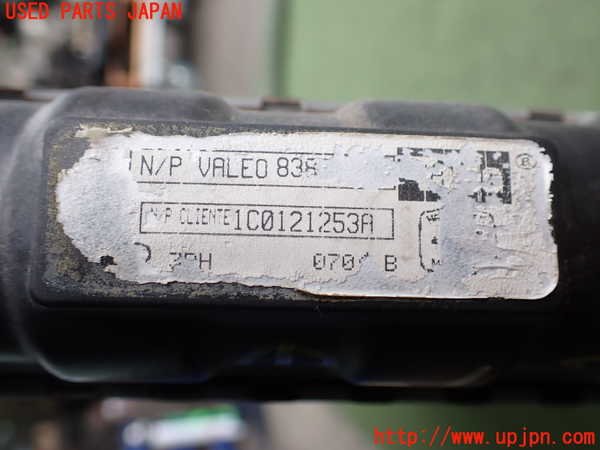 USED PARTS JAPAN
N/P VALEO 838
®
N/P CLIENTE 1C0121253A
070 B
http://www.upjpn.com/